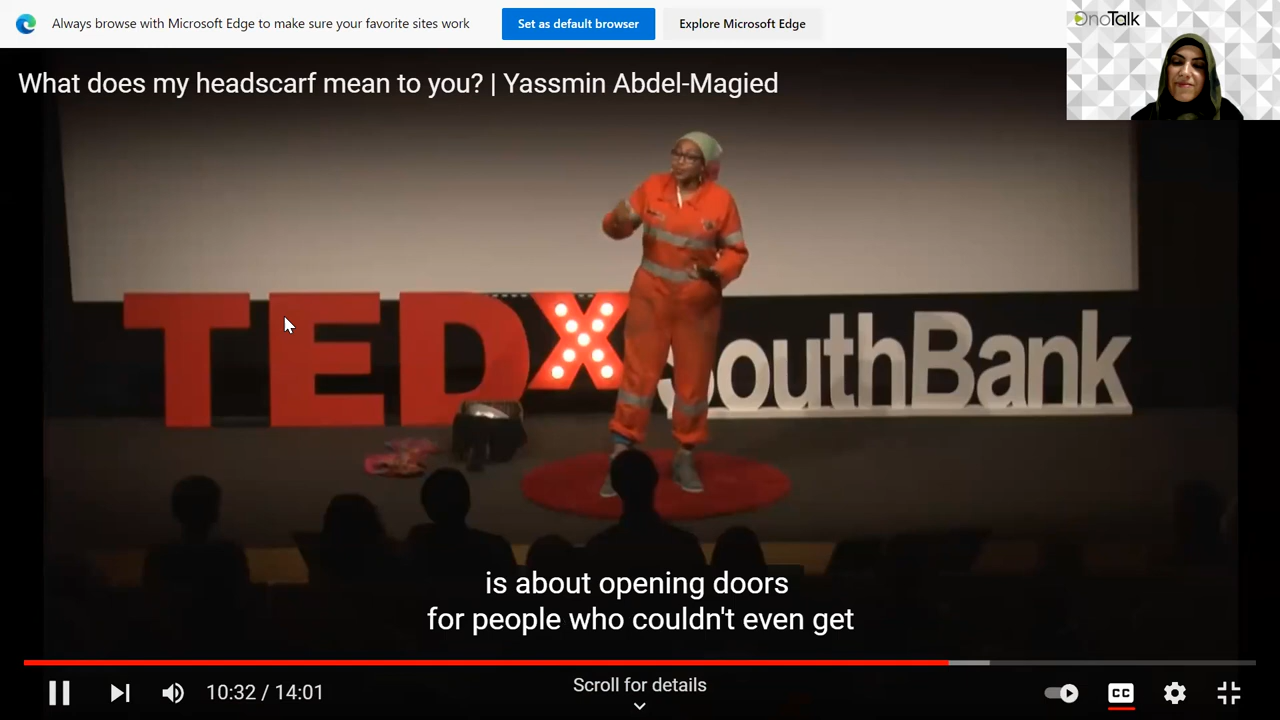 Always browse with Microsoft Edge to make sure your favorite sites work
Set as default browser
Explore Microsoft Edge
OnoTalk
What does my headscarf mean to you? | Yassmin Abdel-Magied
TEDxSouthBank
is about opening doors
for people who couldn't even get
10:32 / 14:01
Scroll for details
CC